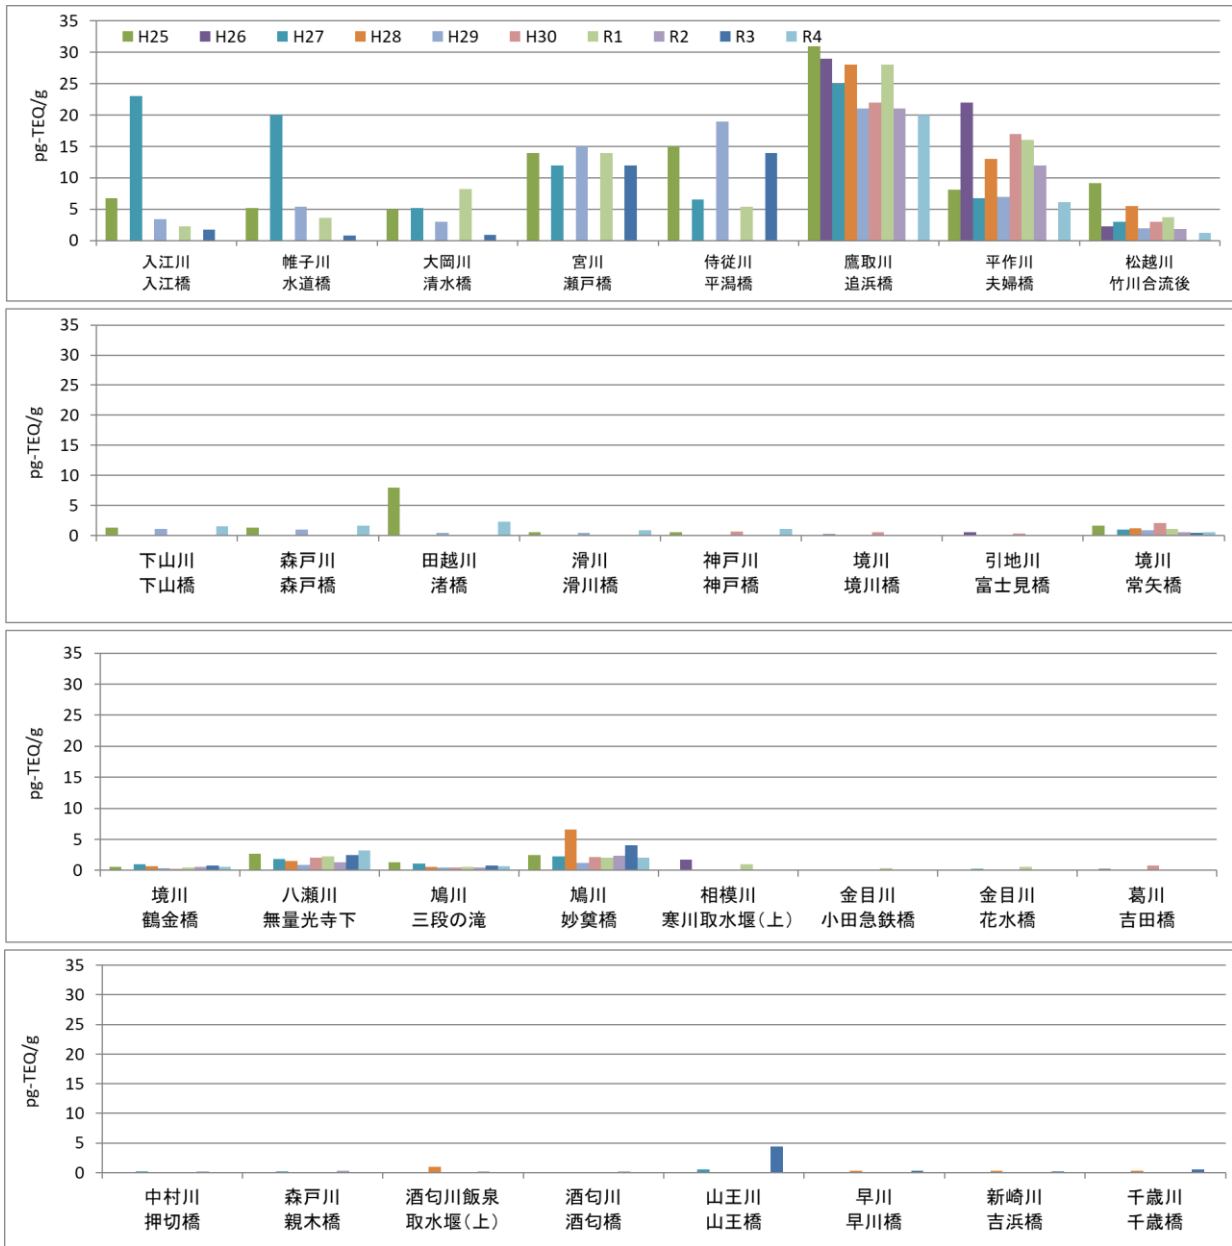 35
30
25
20
15
10
5
0
pg-TEQ/g
H25 H26 H27 H28 H29 H30 R1 R2 R3 R4
入江川 帷子川 大岡川 宮川 侍従川 鷹取川 平作川 松越川
入江橋 水道橋 清水橋 瀬戸橋 平潟橋 追浜橋 夫婦橋 竹川合流後
35
30
25
20
15
10
5
0
pg-TEQ/g
下山川 森戸川 田越川 滑川 神戸川 境川 引地川 境川
下山橋 森戸橋 渚橋 滑川橋 神戸橋 境川橋 富士見橋 常矢橋
35
30
25
20
15
10
5
0
pg-TEQ/g
境川 八瀬川 鳩川 鳩川 相模川 金目川 金目川 葛川
鶴金橋 無量光寺下 三段の滝 妙奠橋 寒川取水堰(上) 小田急鉄橋 花水橋 吉田橋
35
30
25
20
15
10
5
0
pg-TEQ/g
中村川 森戸川 酒匂川飯泉 酒匂川 山王川 早川 新崎川 千歳川
押切橋 親木橋 取水堰(上) 酒匂橋 山王橋 早川橋 吉浜橋 千歳橋